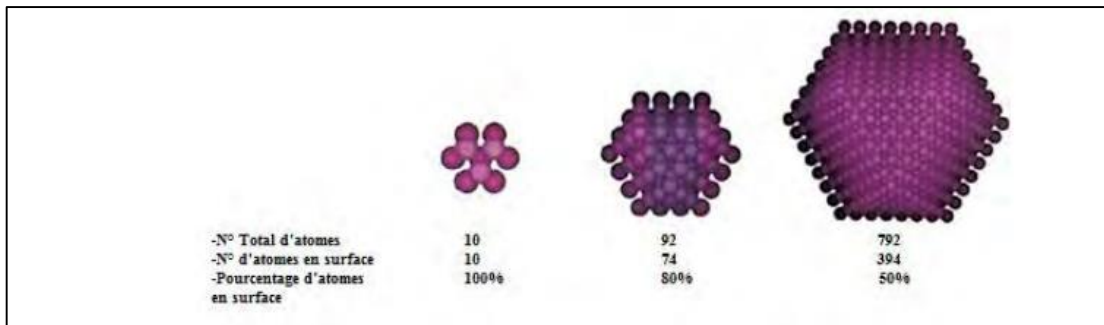 -N° Total d'atomes 10 92 792
-N° d'atomes en surface 10 74 394
-Pourcentage d'atomes 100% 80% 50%
en surface